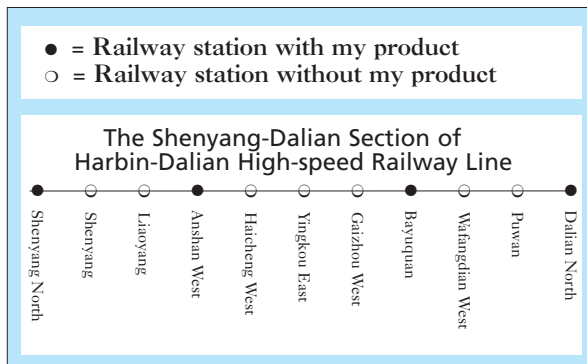 ● = Railway station with my product
❍ = Railway station without my product
The Shenyang-Dalian Section of
Harbin-Dalian High-speed Railway Line
Shenyang North
Shenyang
Liaoyang
Anshan West
Haicheng West
Yingkou East
Gaizhou West
Bayuquan
Wafangdian West
Puwan
Dalian North